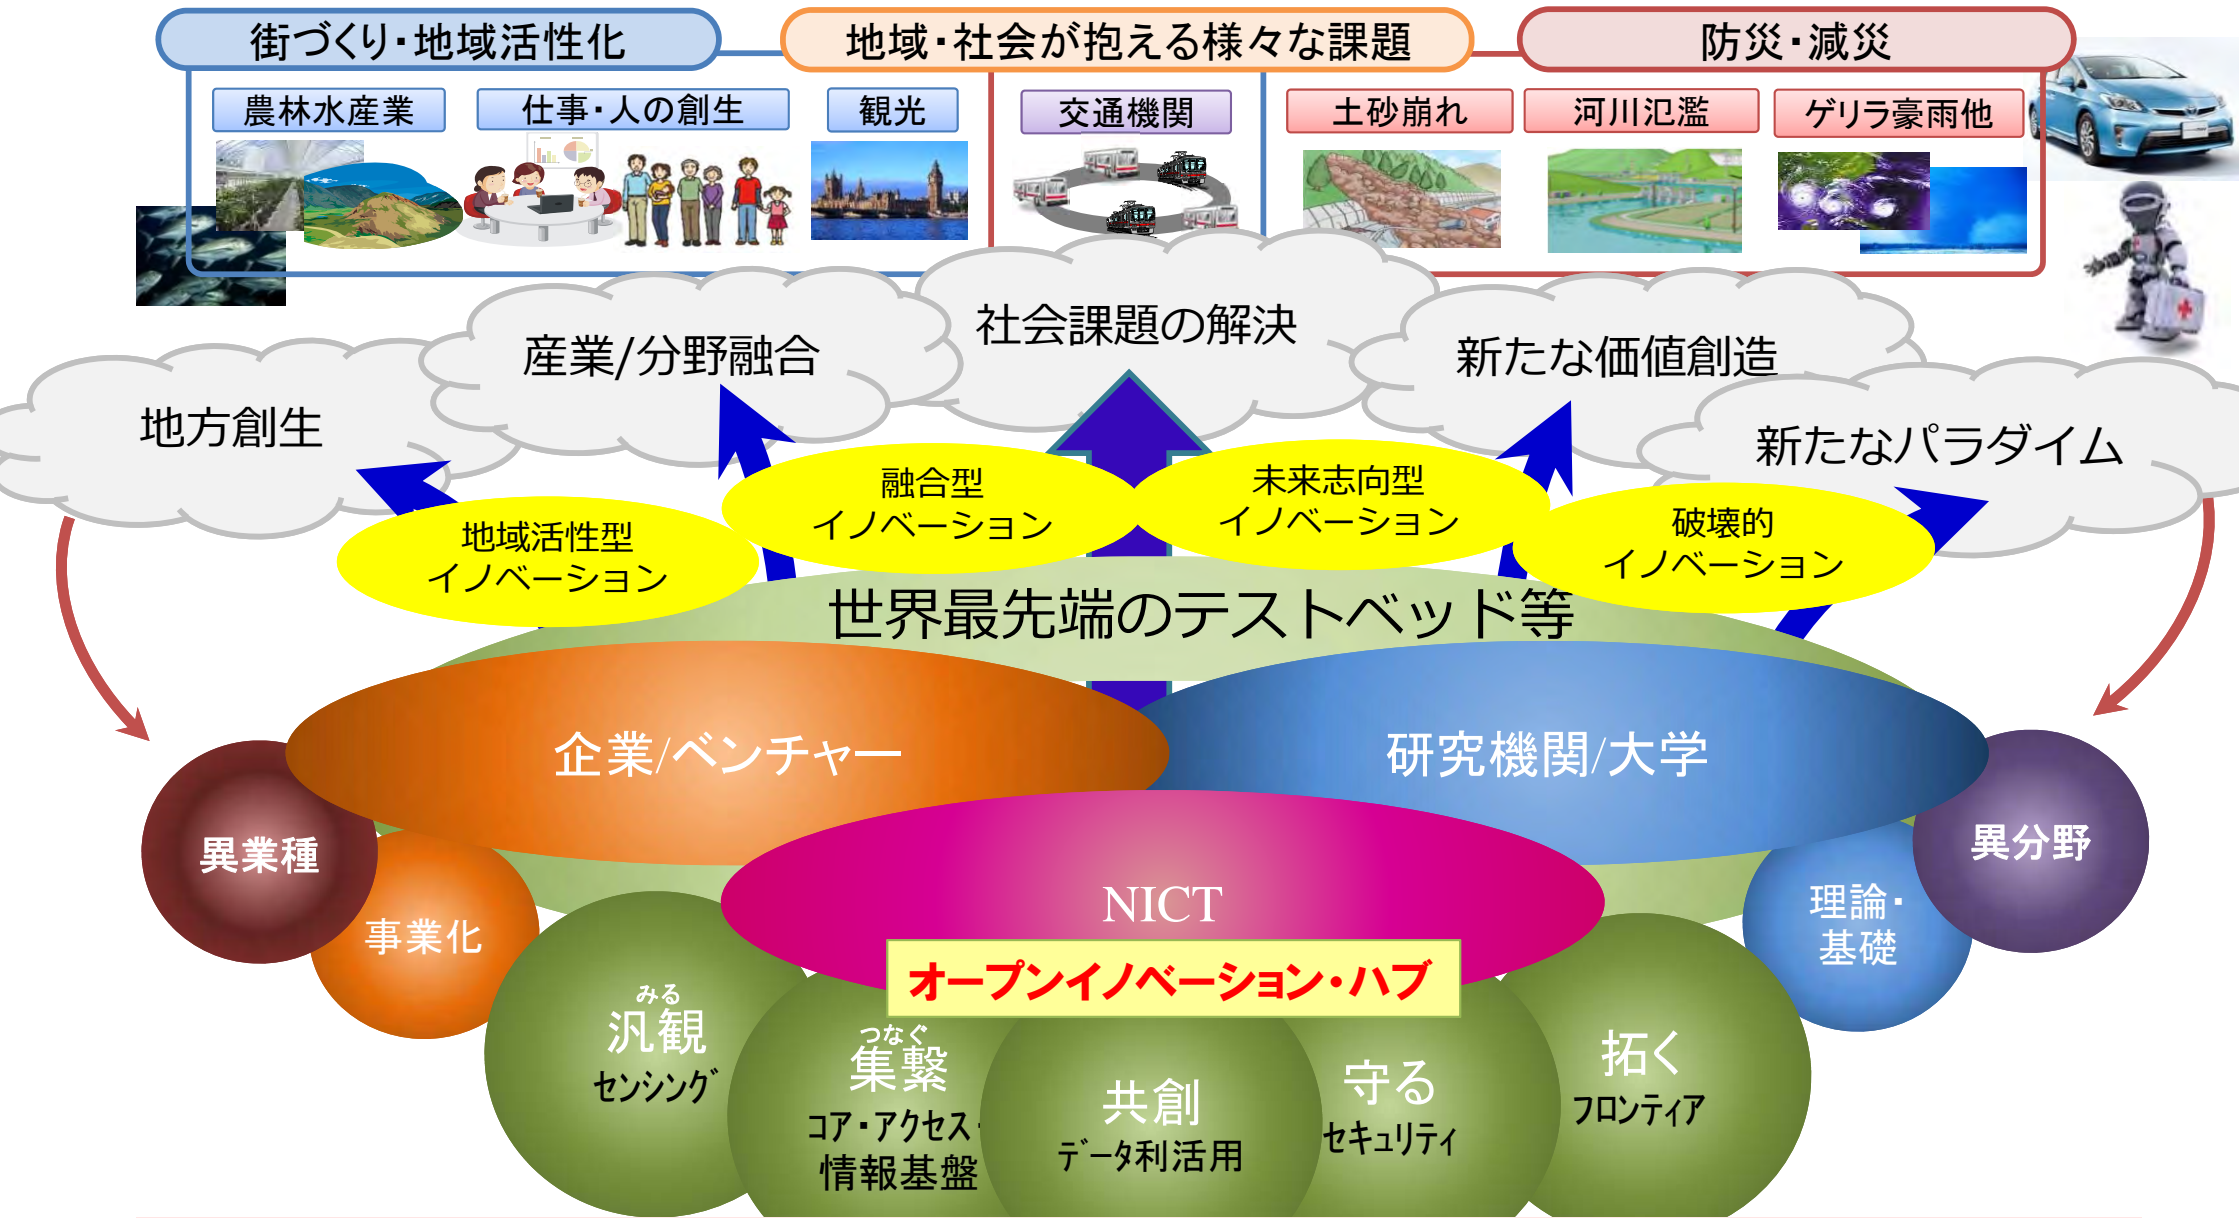 街づくり・地域活性化
地域・社会が抱える様々な課題
防災・減災
農林水産業
仕事・人の創生
観光
交通機関
土砂崩れ
河川氾濫
ゲリラ豪雨他
社会課題の解決
産業/分野融合
新たな価値創造
地方創生
新たなパラダイム
融合型
イノベーション
未来志向型
イノベーション
地域活性型
イノベーション
破壊的
イノベーション
世界最先端のテストベッド等
企業/ベンチャー
研究機関/大学
異業種
異分野
NICT
事業化
理論・
基礎
オープンイノベーション・ハブ
みる
汎観
センシング
つなぐ
集繋
コア・アクセス・
情報基盤
共創
データ利活用
守る
セキュリティ
拓く
フロンティア